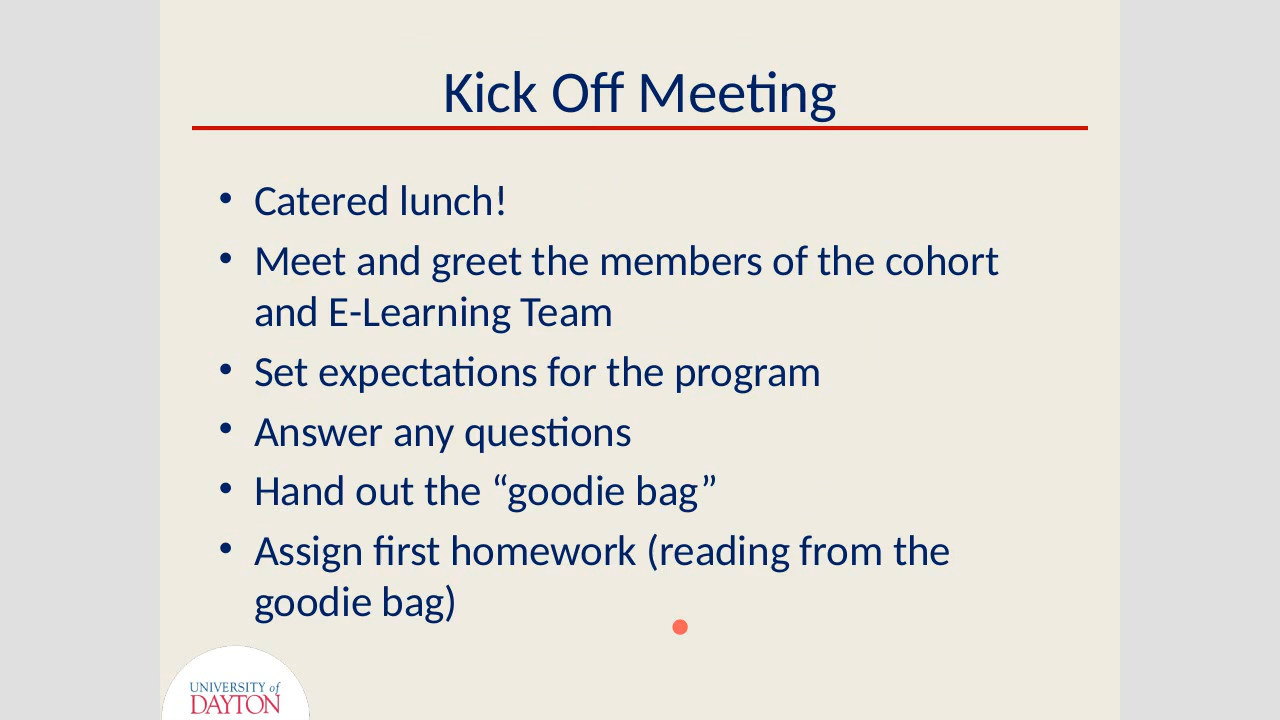 Kick Off Meeting
• Catered lunch!
• Meet and greet the members of the cohort
and E-Learning Team
• Set expectations for the program
• Answer any questions
• Hand out the “goodie bag”
• Assign first homework (reading from the
goodie bag)
UNIVERSITY of
DAYTON